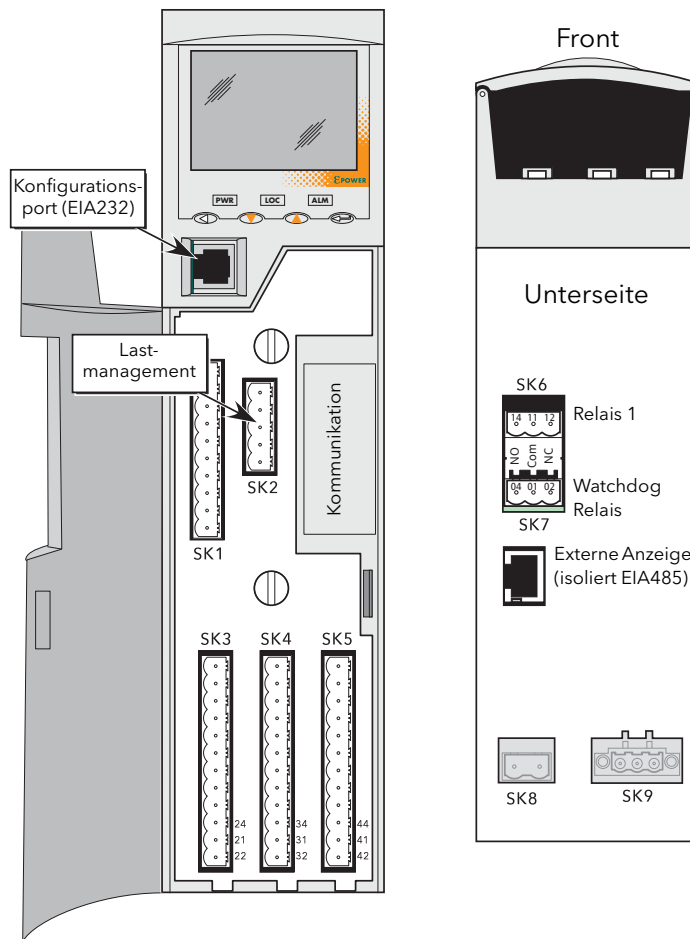 EPOWER
PWR LOC ALM
Konfigurations-
port (EIA232)
Last-
management
Kommunikation
SK2
SK1
SK3 SK4 SK5
24 34 44
21 31 41
22 32 42
Front
Unterseite
SK6
14 11 12
Relais 1
NO Com NC
04 01 02
Watchdog
Relais
SK7
Externe Anzeige
(isoliert EIA485)
SK8
SK9